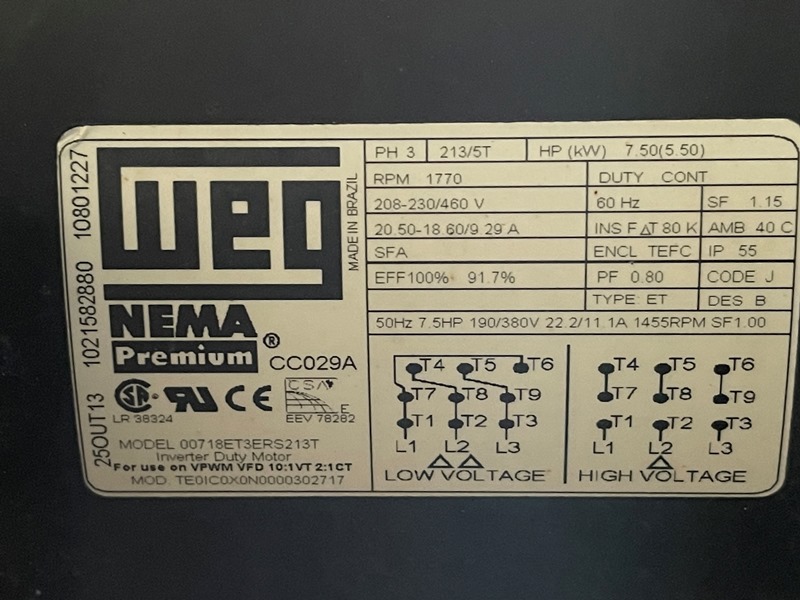 25OUT13 1021582880 10801227
WEG
MADE IN BRAZIL
NEMA
Premium ®
CC029A
LR 38324
EEV 78282
MODEL 00718ET3ERS213T
Inverter Duty Motor
For use on VPWM VFD 10:1VT 2:1CT
MOD. TE0IC0X0N0000302717
PH 3 213/5T HP (kW) 7.50(5.50)
RPM 1770 DUTY CONT
208-230/460 V 60 Hz SF 1.15
20.50-18.60/9.29 A INS F ΔT 80 K AMB 40 C
SFA ENCL TEFC IP 55
EFF100% 91.7% PF 0.80 CODE J
TYPE: ET DES B
50Hz 7.5HP 190/380V 22.2/11.1A 1455RPM SF1.00
T4 T5 T6 T4 T5 T6
T7 T8 T9 T7 T8 T9
T1 T2 T3 T1 T2 T3
L1 L2 L3 L1 L2 L3
LOW VOLTAGE HIGH VOLTAGE